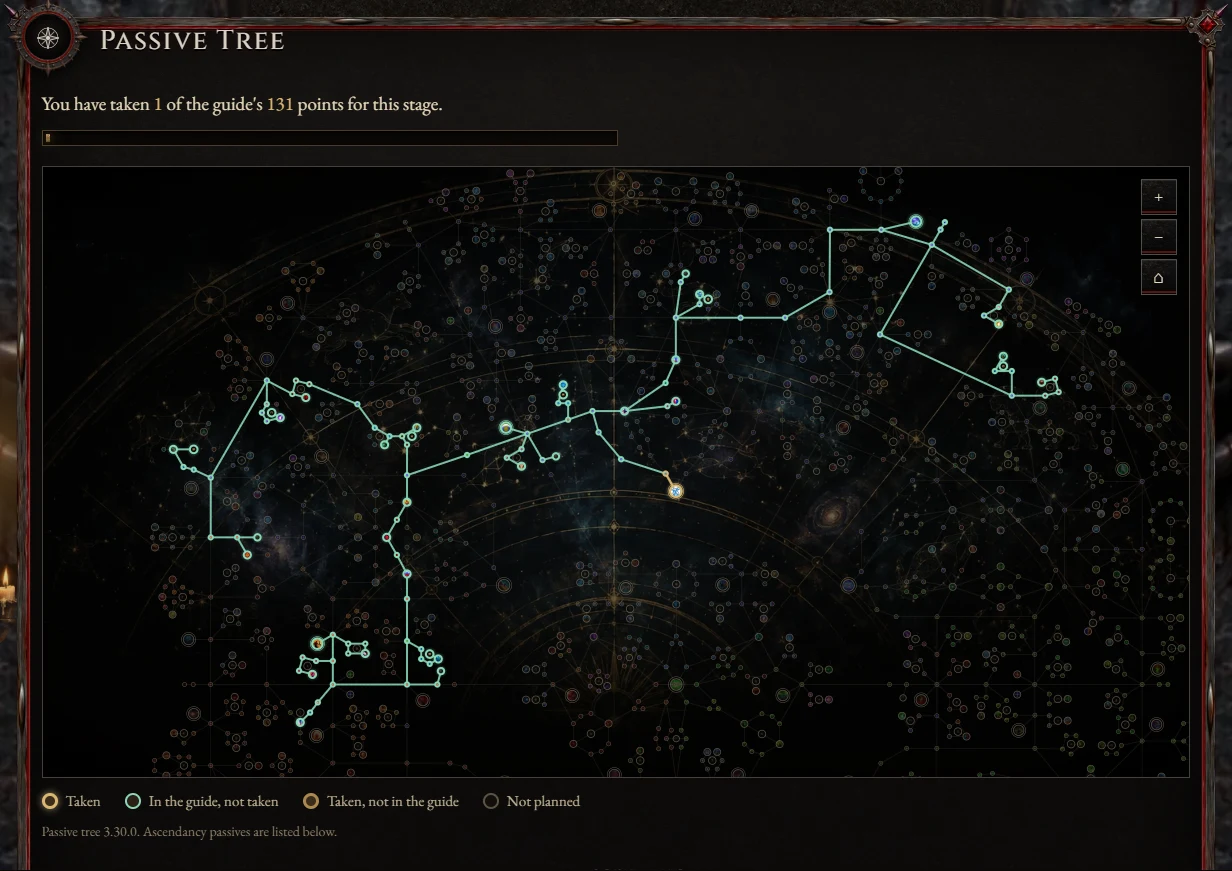 Passive Tree
You have taken 1 of the guide's 131 points for this stage.
+
−
Taken
In the guide, not taken
Taken, not in the guide
Not planned
Passive tree 3.30.0. Ascendancy passives are listed below.